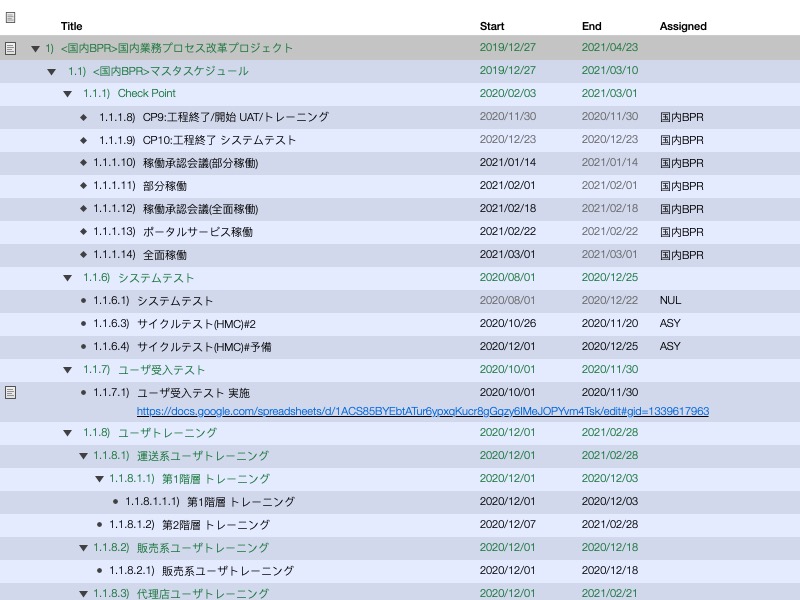 Title Start End Assigned
1) <国内BPR>国内業務プロセス改革プロジェクト 2019/12/27 2021/04/23
1.1) <国内BPR>マスタスケジュール 2019/12/27 2021/03/10
1.1.1) Check Point 2020/02/03 2021/03/01
1.1.1.8) CP9:工程終了/開始 UAT/トレーニング 2020/11/30 2020/11/30 国内BPR
1.1.1.9) CP10:工程終了 システムテスト 2020/12/23 2020/12/23 国内BPR
1.1.1.10) 稼働承認会議(部分稼働) 2021/01/14 2021/01/14 国内BPR
1.1.1.11) 部分稼働 2021/02/01 2021/02/01 国内BPR
1.1.1.12) 稼働承認会議(全面稼働) 2021/02/18 2021/02/18 国内BPR
1.1.1.13) ポータルサービス稼働 2021/02/22 2021/02/22 国内BPR
1.1.1.14) 全面稼働 2021/03/01 2021/03/01 国内BPR
1.1.6) システムテスト 2020/08/01 2020/12/25
1.1.6.1) システムテスト 2020/08/01 2020/12/22 NUL
1.1.6.3) サイクルテスト(HMC)#2 2020/10/26 2020/11/20 ASY
1.1.6.4) サイクルテスト(HMC)#予備 2020/12/01 2020/12/25 ASY
1.1.7) ユーザ受入テスト 2020/10/01 2020/11/30
1.1.7.1) ユーザ受入テスト 実施 2020/10/01 2020/11/30
https://docs.google.com/spreadsheets/d/1ACS85BYEbtATur6ypxqKucr8gGqzy6IMeJOPYvm4Tsk/edit#gid=1339617963
1.1.8) ユーザトレーニング 2020/12/01 2021/02/28
1.1.8.1) 運送系ユーザトレーニング 2020/12/01 2021/02/28
1.1.8.1.1) 第1階層 トレーニング 2020/12/01 2020/12/03
1.1.8.1.1.1) 第1階層 トレーニング 2020/12/01 2020/12/03
1.1.8.1.2) 第2階層 トレーニング 2020/12/07 2021/02/28
1.1.8.2) 販売系ユーザトレーニング 2020/12/01 2020/12/18
1.1.8.2.1) 販売系ユーザトレーニング 2020/12/01 2020/12/18
1.1.8.3) 代理店ユーザトレーニング 2020/12/01 2021/02/21